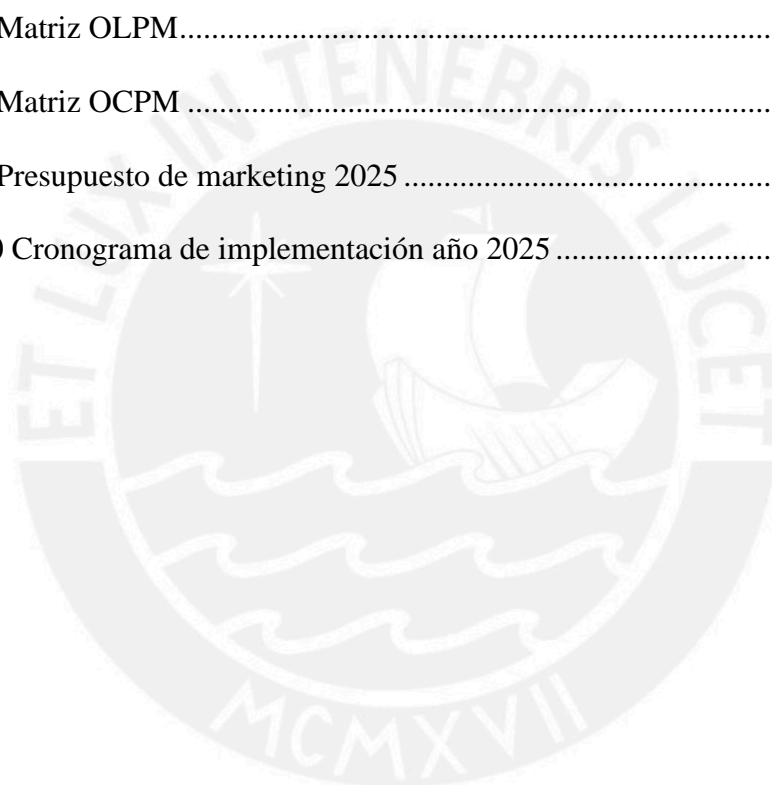 Matriz OLPM..............................................................................
Matriz OCPM ............................................................................
Presupuesto de marketing 2025 ................................................
0 Cronograma de implementación año 2025 ............................
ET LUX IN TENEBRIS LUCET
MCMXVII